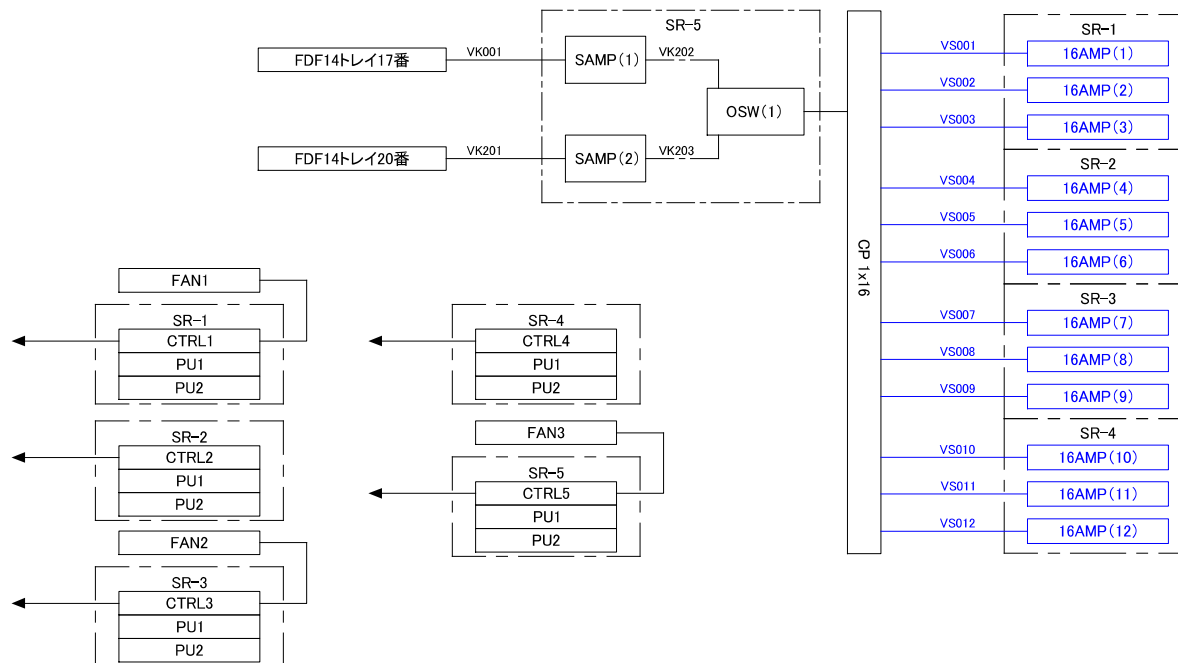 SR-5
FDF14トレイ17番
VK001
SAMP(1)
VK202
OSW(1)
FDF14トレイ20番
VK201
SAMP(2)
VK203
CP 1x16
SR-1
VS001
16AMP(1)
VS002
16AMP(2)
VS003
16AMP(3)
SR-2
VS004
16AMP(4)
VS005
16AMP(5)
VS006
16AMP(6)
SR-3
VS007
16AMP(7)
VS008
16AMP(8)
VS009
16AMP(9)
SR-4
VS010
16AMP(10)
VS011
16AMP(11)
VS012
16AMP(12)
FAN1
SR-1
CTRL1
PU1
PU2
SR-2
CTRL2
PU1
PU2
FAN2
SR-3
CTRL3
PU1
PU2
SR-4
CTRL4
PU1
PU2
FAN3
SR-5
CTRL5
PU1
PU2